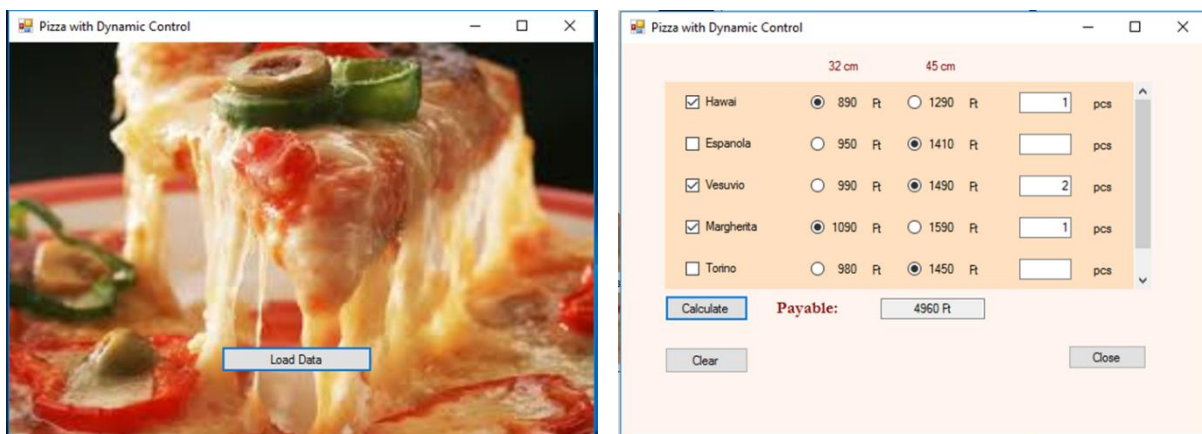 Pizza with Dynamic Control
Load Data
Pizza with Dynamic Control
32 cm 45 cm
Hawai 890 Ft 1290 Ft 1 pcs
Espanola 950 Ft 1410 Ft pcs
Vesuvio 990 Ft 1490 Ft 2 pcs
Margherita 1090 Ft 1590 Ft 1 pcs
Torino 980 Ft 1450 Ft pcs
Calculate Payable: 4960 Ft
Clear Close